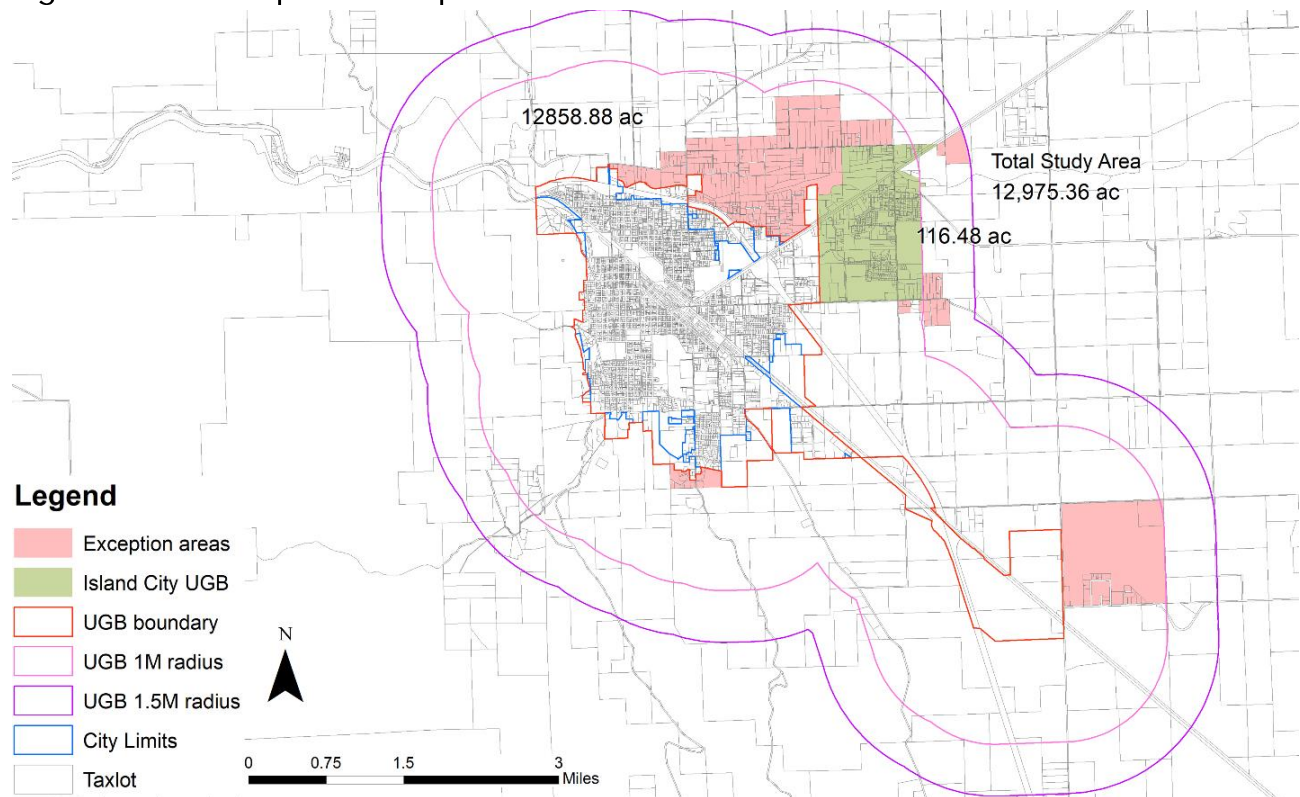 12858.88 ac
Total Study Area
12,975.36 ac
116.48 ac
Legend
Exception areas
Island City UGB
UGB boundary
UGB 1M radius
UGB 1.5M radius
City Limits
Taxlot
N
0 0.75 1.5 3
Miles